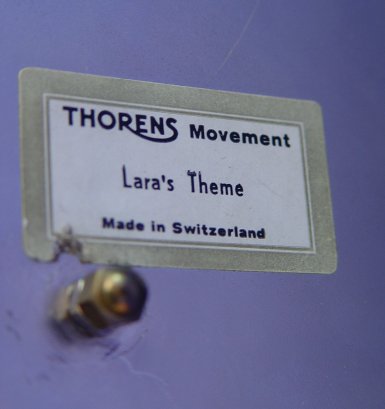 THORENS Movement
Lara's Theme
Made in Switzerland